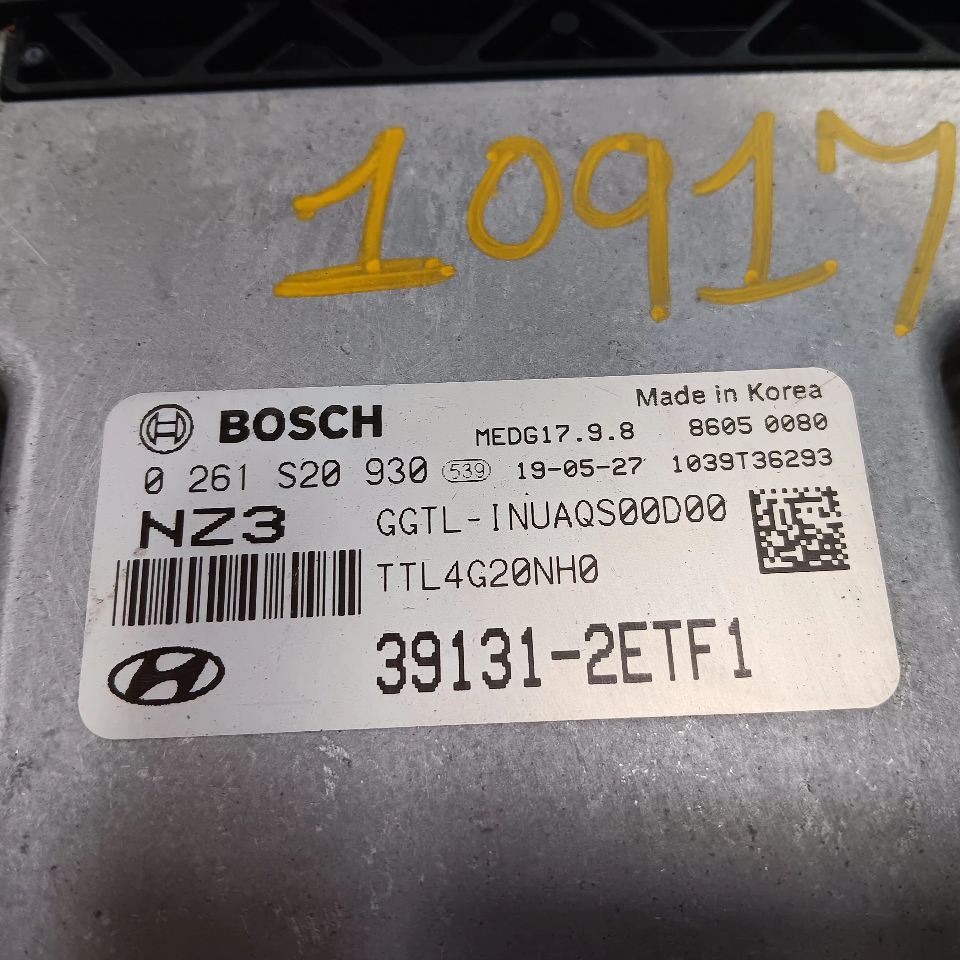 10917
Made in Korea
BOSCH MEDG17.9.8 8605 0080
0 261 S20 930 539 19-05-27 1039T36293
NZ3 GGTL-INUAQS00D00
TTL4G20NH0
39131-2ETF1